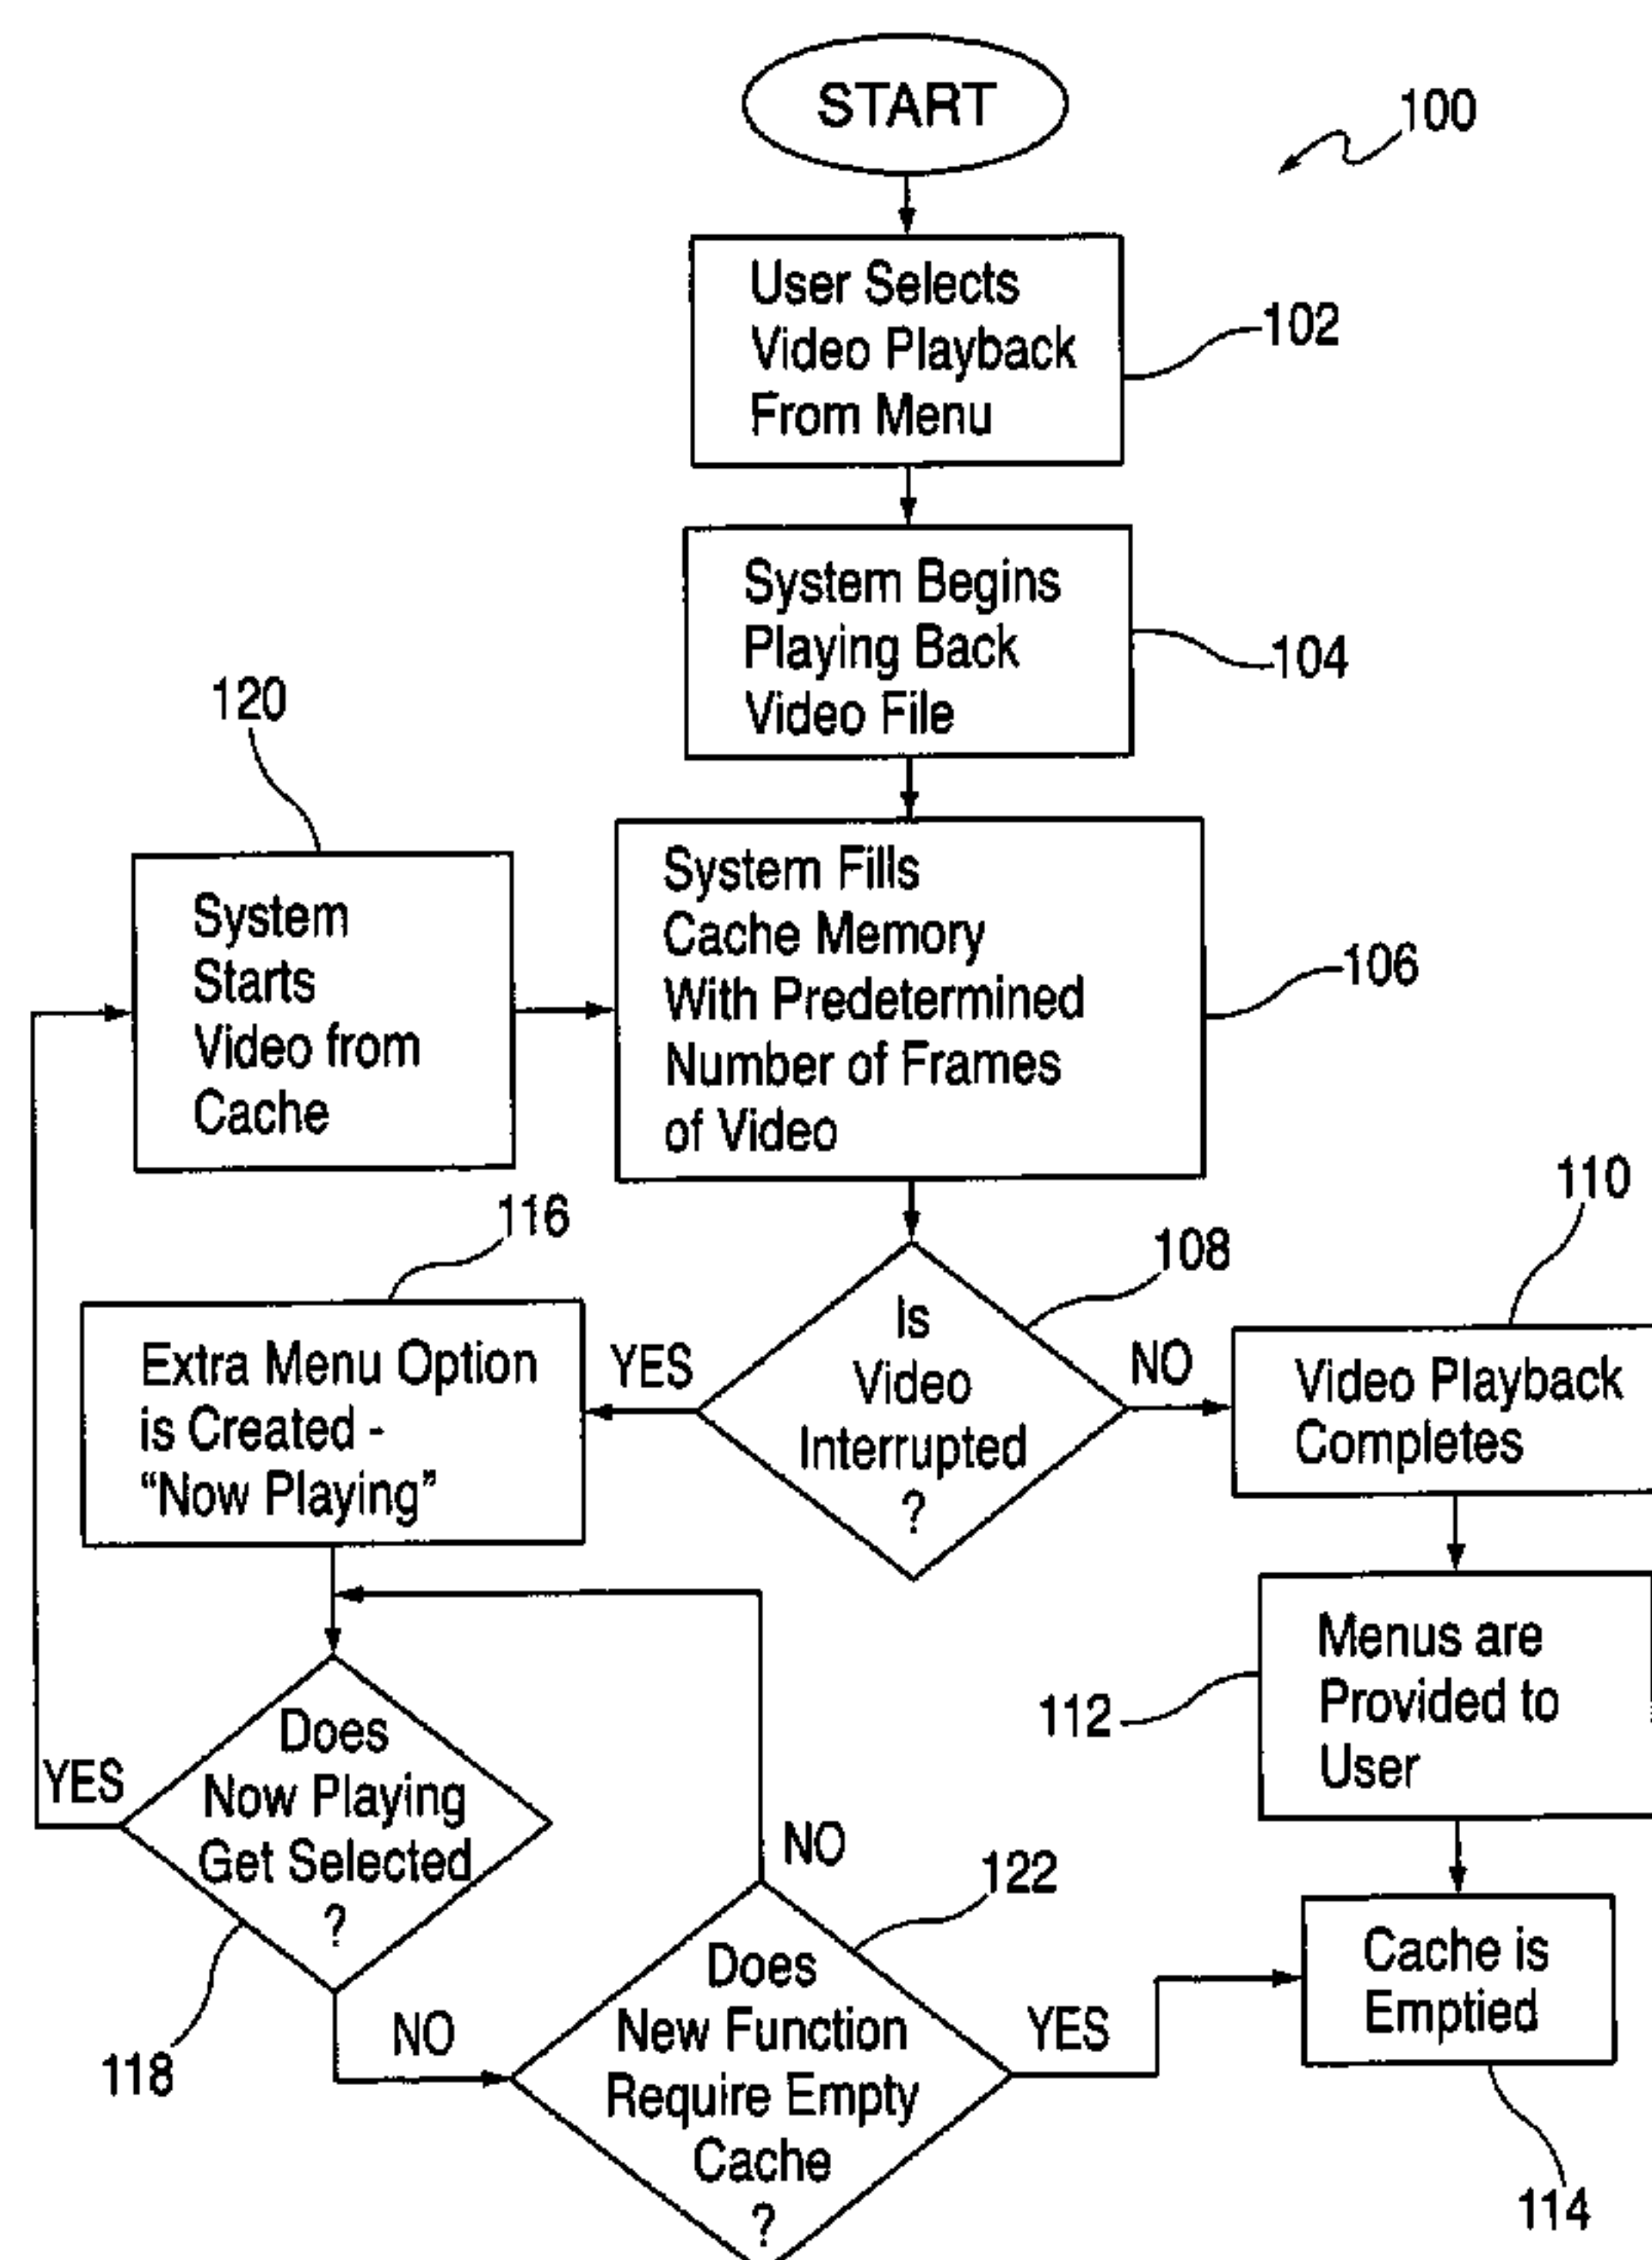 START
100
User Selects
Video Playback
From Menu
102
System Begins
Playing Back
Video File
104
120
System
Starts
Video from
Cache
System Fills
Cache Memory
With Predetermined
Number of Frames
of Video
106
116
Extra Menu Option
is Created -
“Now Playing”
YES
Is
Video
Interrupted
?
108
NO
110
Video Playback
Completes
112
Menus are
Provided to
User
YES
Does
Now Playing
Get Selected
?
118
NO
NO
122
Does
New Function
Require Empty
Cache
?
YES
Cache is
Emptied
114